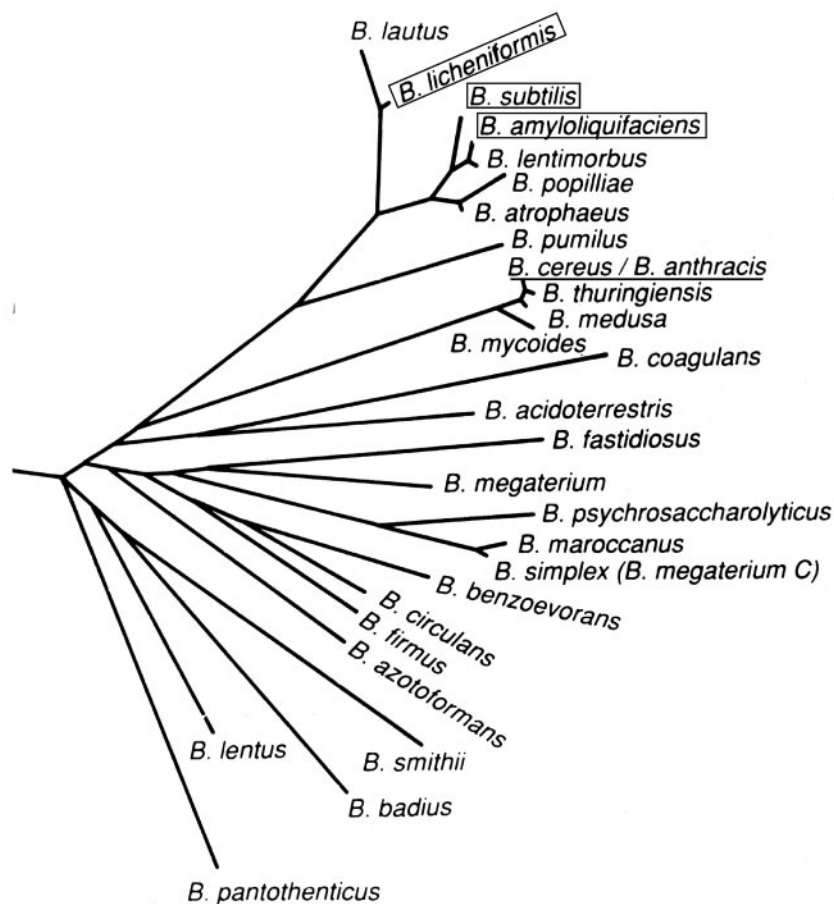 B. lautus
B. licheniformis
B. subtilis
B. amyloliquifaciens
B. lentimorbus
B. popilliae
B. atrophaeus
B. pumilus
B. cereus / B. anthracis
B. thuringiensis
B. medusa
B. mycoides
B. coagulans
B. acidoterrestris
B. fastidiosus
B. megaterium
B. psychrosaccharolyticus
B. maroccanus
B. simplex (B. megaterium C)
B. benzoevorans
B. circulans
B. firmus
B. azotoformans
B. lentus
B. smithii
B. badius
B. pantothenticus